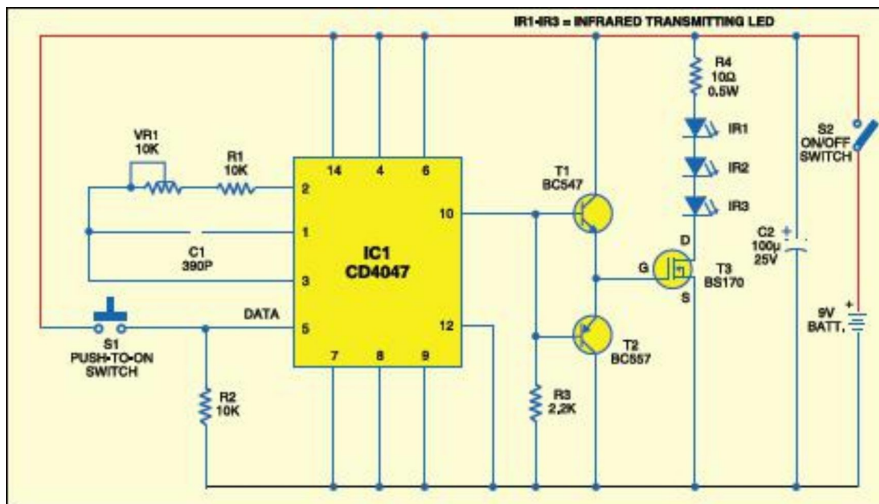 IR1-IR3 = INFRARED TRANSMITTING LED
R4
10Ω
0.5W
VR1
10K
R1
10K
14
4
6
T1
BC547
IR1
IR2
IR3
S2
ON/OFF
SWITCH
2
1
3
5
10
12
C1
390P
IC1
CD4047
D
G
S
T3
BS170
C2
100µ
25V
+
DATA
S1
PUSH-TO-ON
SWITCH
7
8
9
T2
BC557
9V
BATT.
+
R2
10K
R3
2.2K